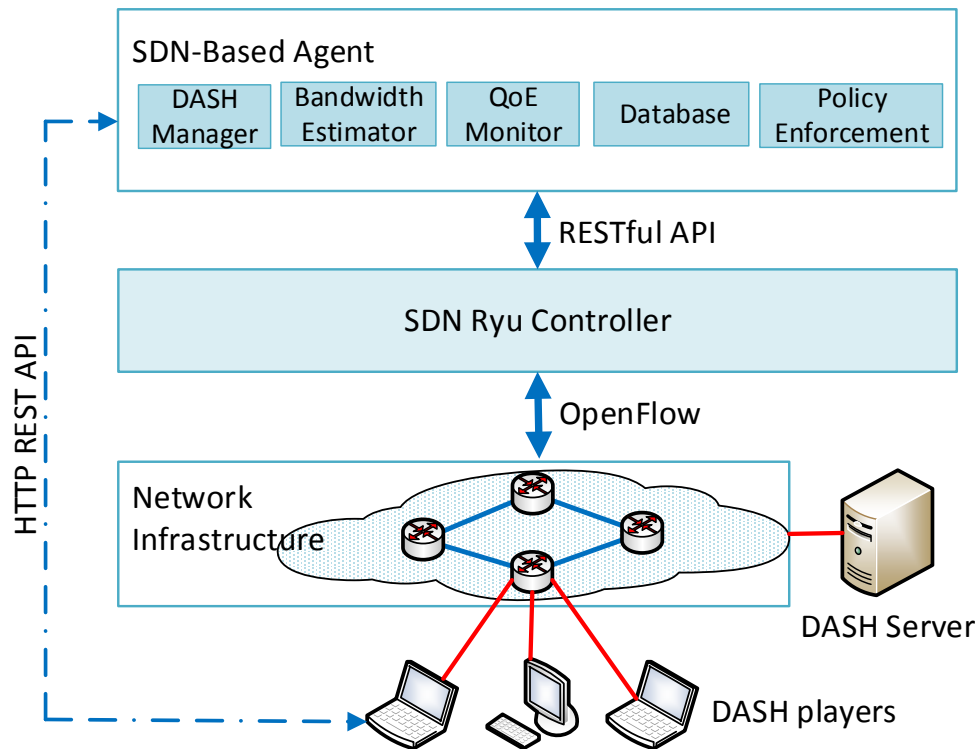 SDN-Based Agent
DASH
Manager
Bandwidth
Estimator
QoE
Monitor
Database
Policy
Enforcement
RESTful API
SDN Ryu Controller
HTTP REST API
OpenFlow
Network
Infrastructure
DASH Server
DASH players